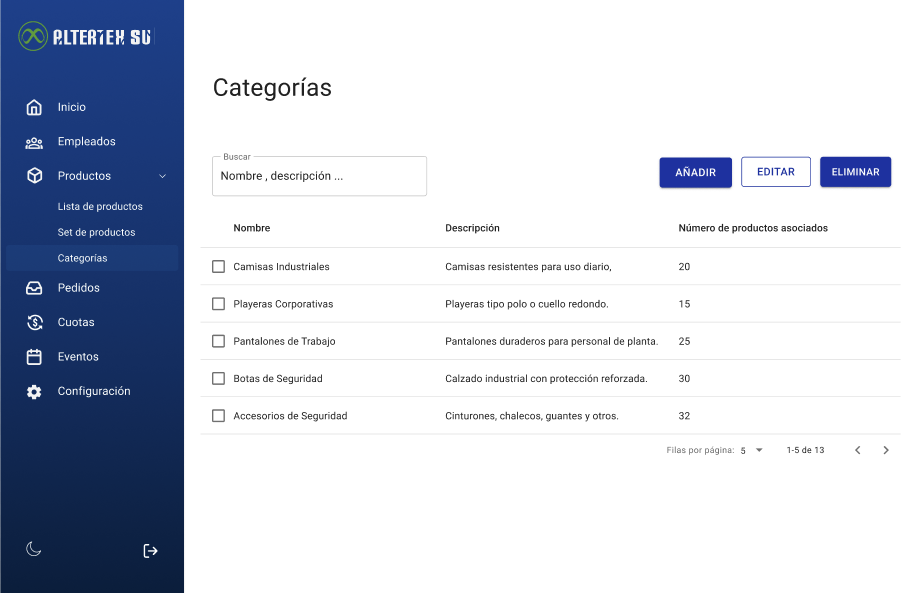 ALTERTEX SU
Inicio
Empleados
Productos
Lista de productos
Set de productos
Categorías
Pedidos
Cuotas
Eventos
Configuración
Categorías
Buscar
Nombre , descripción ...
AÑADIR EDITAR ELIMINAR
Nombre Descripción Número de productos asociados
Camisas Industriales Camisas resistentes para uso diario, 20
Playeras Corporativas Playeras tipo polo o cuello redondo. 15
Pantalones de Trabajo Pantalones duraderos para personal de planta. 25
Botas de Seguridad Calzado industrial con protección reforzada. 30
Accesorios de Seguridad Cinturones, chalecos, guantes y otros. 32
Filas por página: 5 1-5 de 13